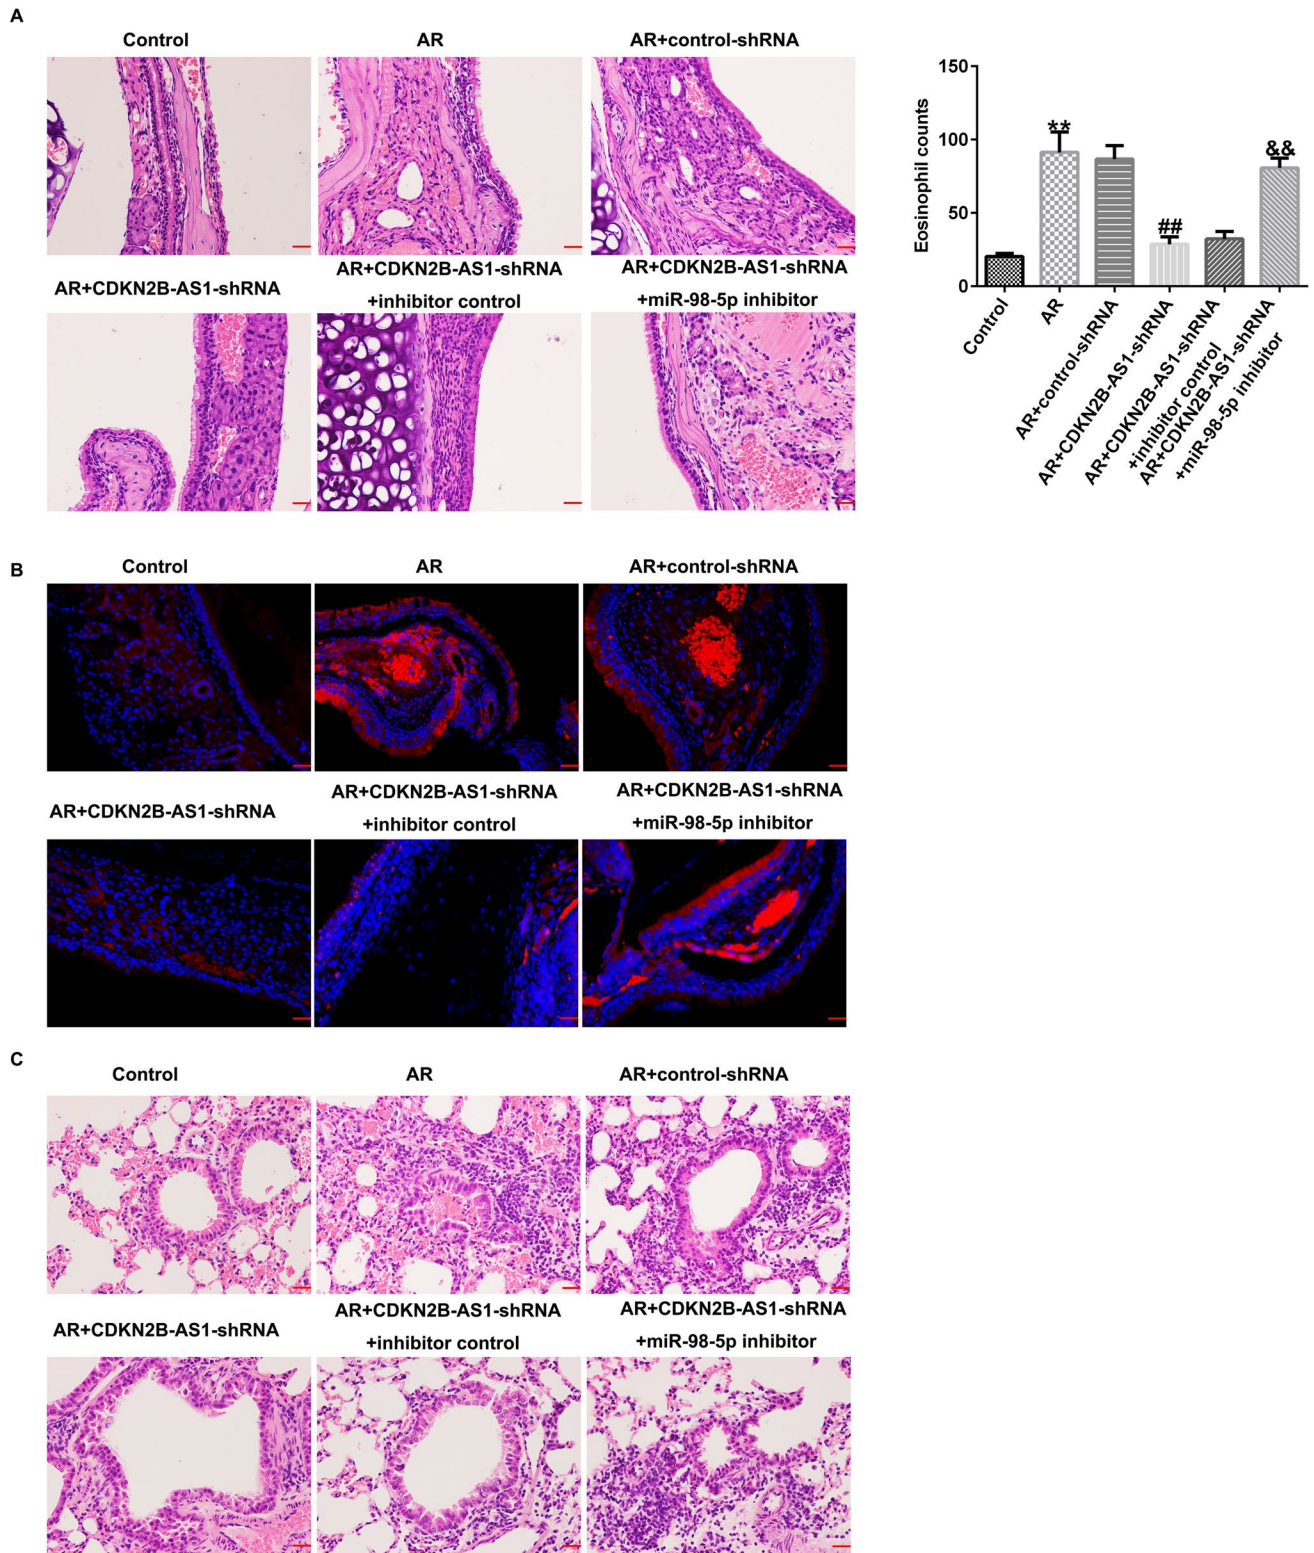 A
Control
AR
AR+control-shRNA
AR+CDKN2B-AS1-shRNA
AR+CDKN2B-AS1-shRNA
+inhibitor control
AR+CDKN2B-AS1-shRNA
+miR-98-5p inhibitor
Eosinophil counts
150
100
50
0
**
##
&&
Control
AR
AR+control-shRNA
AR+CDKN2B-AS1-shRNA
AR+CDKN2B-AS1-shRNA
+inhibitor control
AR+CDKN2B-AS1-shRNA
+miR-98-5p inhibitor
B
Control
AR
AR+control-shRNA
AR+CDKN2B-AS1-shRNA
AR+CDKN2B-AS1-shRNA
+inhibitor control
AR+CDKN2B-AS1-shRNA
+miR-98-5p inhibitor
C
Control
AR
AR+control-shRNA
AR+CDKN2B-AS1-shRNA
AR+CDKN2B-AS1-shRNA
+inhibitor control
AR+CDKN2B-AS1-shRNA
+miR-98-5p inhibitor